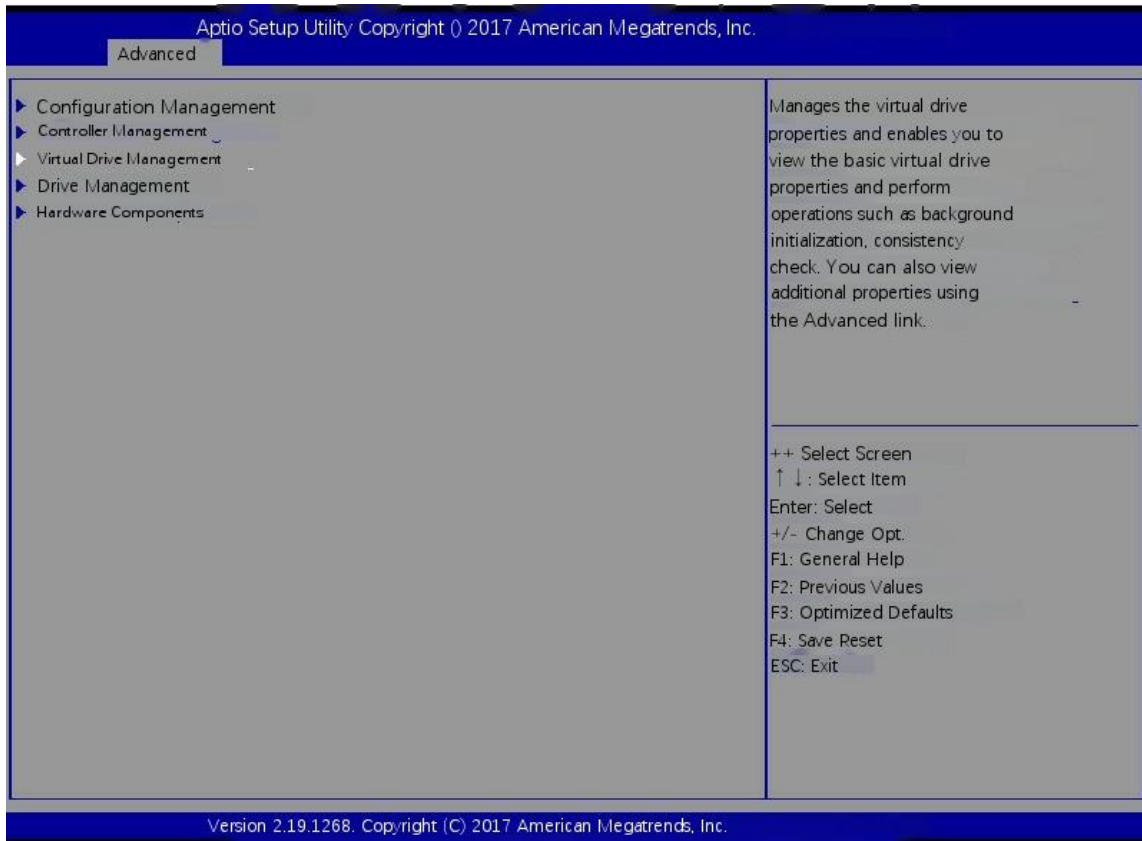 Aptio Setup Utility Copyright () 2017 American Megatrends, Inc.
Advanced
Configuration Management
Controller Management
Virtual Drive Management
Drive Management
Hardware Components
Manages the virtual drive
properties and enables you to
view the basic virtual drive
properties and perform
operations such as background
initialization, consistency
check. You can also view
additional properties using
the Advanced link.
++ Select Screen
↑ ↓: Select Item
Enter: Select
+/- Change Opt.
F1: General Help
F2: Previous Values
F3: Optimized Defaults
F4: Save Reset
ESC: Exit
Version 2.19.1268. Copyright (C) 2017 American Megatrends, Inc.